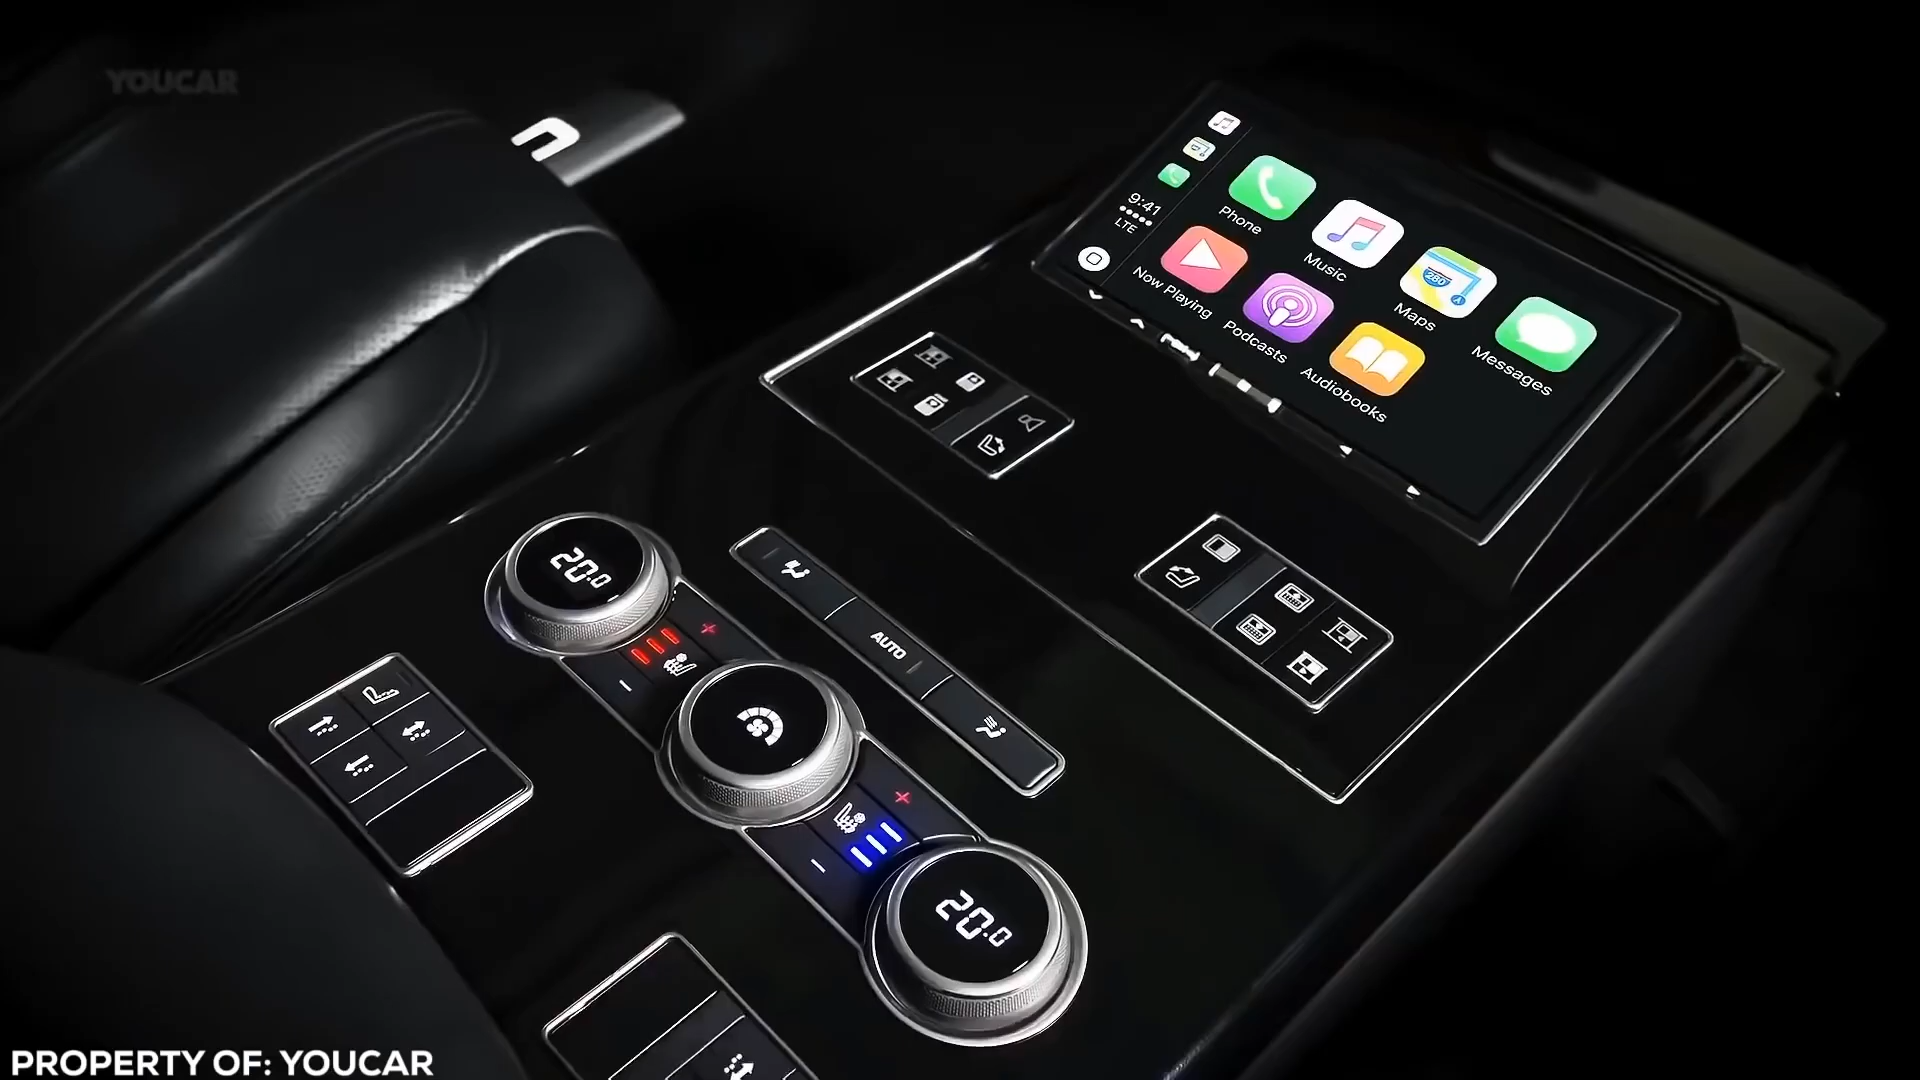 YOUCAR
9:41
LTE
Phone
Music
Maps
Messages
Now Playing
Podcasts
Audiobooks
280
20.0
AUTO
20.0
PROPERTY OF: YOUCAR